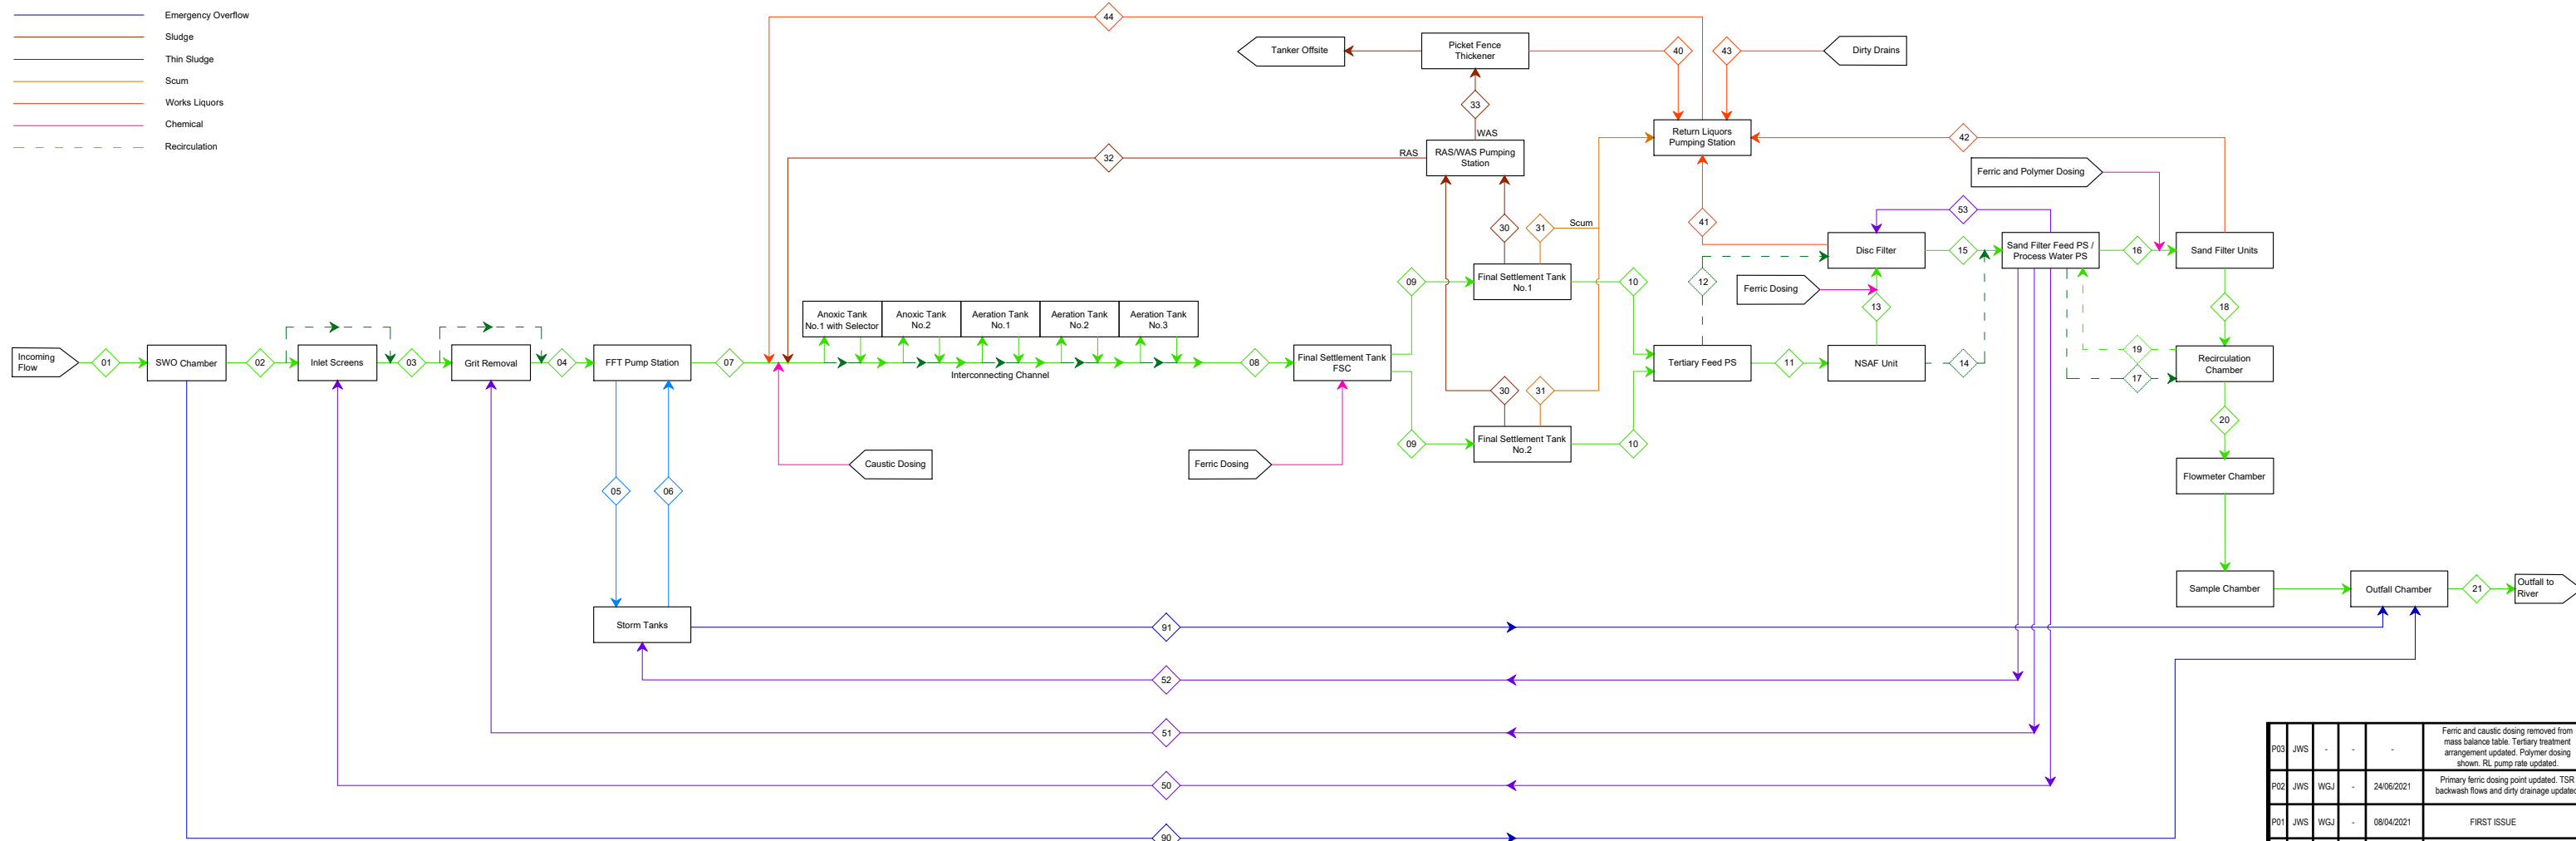 Emergency Overflow
Sludge
Thin Sludge
Scum
Works Liquors
Chemical
Recirculation
44
Tanker Offsite
Picket Fence
Thickener
40
43
Dirty Drains
33
WAS
RAS
32
RAS/WAS Pumping
Station
Return Liquors
Pumping Station
42
Ferric and Polymer Dosing
30
31
Scum
41
53
Disc Filter
15
Sand Filter Feed PS /
Process Water PS
16
Sand Filter Units
09
Final Settlement Tank
No.1
10
12
Ferric Dosing
13
18
Anoxic Tank
No.1 with Selector
Anoxic Tank
No.2
Aeration Tank
No.1
Aeration Tank
No.2
Aeration Tank
No.3
Incoming
Flow
01
SWO Chamber
02
Inlet Screens
03
Grit Removal
04
FFT Pump Station
07
Interconnecting Channel
08
Final Settlement Tank
FSC
Tertiary Feed PS
11
NSAF Unit
14
19
17
Recirculation
Chamber
30
31
20
09
Final Settlement Tank
No.2
10
Caustic Dosing
Ferric Dosing
Flowmeter Chamber
05
06
Storm Tanks
Sample Chamber
Outfall Chamber
21
Outfall to
River
91
52
51
50
90
P03 JWS - - - Ferric and caustic dosing removed from
mass balance table. Tertiary treatment
arrangement updated. Polymer dosing
shown. RL pump rate updated.
P02 JWS WGJ - 24/06/2021 Primary ferric dosing point updated. TSR
backwash flows and dirty drainage updated
P01 JWS WGJ - 08/04/2021 FIRST ISSUE